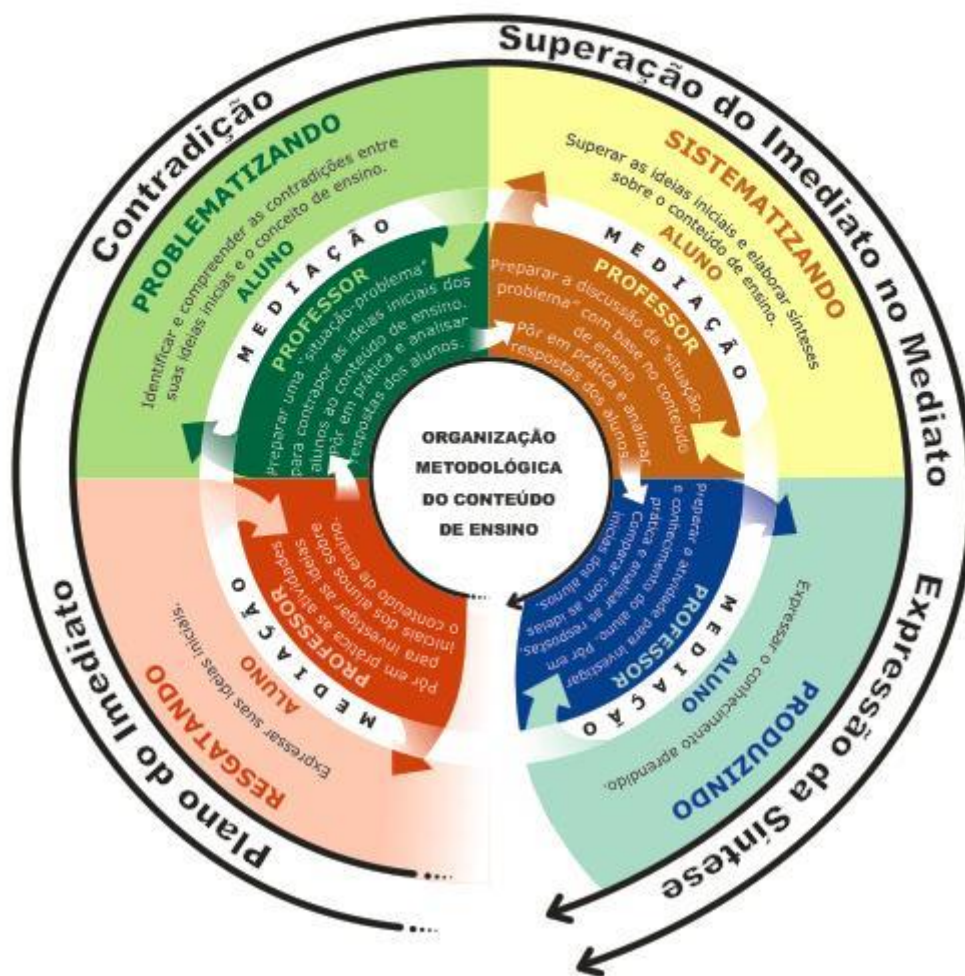 ORGANIZAÇÃO
METODOLÓGICA
DO CONTEÚDO
DE ENSINO
Plano do Imediato
RESGATANDO
Expressar suas ideias iniciais.
ALUNO
MEDIAÇÃO
PROFESSOR
pôr em prática as atividades
para investigar as ideias
iniciais dos alunos sobre
o conteúdo de ensino.
Contradição
PROBLEMATIZANDO
Identificar e compreender as contradições entre
suas ideias inicias e o conceito de ensino.
ALUNO
MEDIAÇÃO
PROFESSOR
Preparar uma "situação-problema"
para contrapor as ideias iniciais dos
alunos ao conteúdo de ensino.
Pôr em prática e analisar
respostas dos alunos.
Superação do Imediato no Mediato
SISTEMATIZANDO
Superar as ideias iniciais e elaborar sínteses
sobre o conteúdo de ensino.
ALUNO
MEDIAÇÃO
PROFESSOR
Preparar a discussão da "situação-
problema" com base no conteúdo
de ensino
Pôr em prática e analisar
respostas dos alunos
Expressão da Síntese
PRODUZINDO
Expressar o conhecimento aprendido.
ALUNO
MEDIAÇÃO
PROFESSOR
preparar a atividade para investigar
o conhecimento do aluno. Pôr em
prática e analisar as respostas.
Comparar com as ideias
inicias dos alunos.